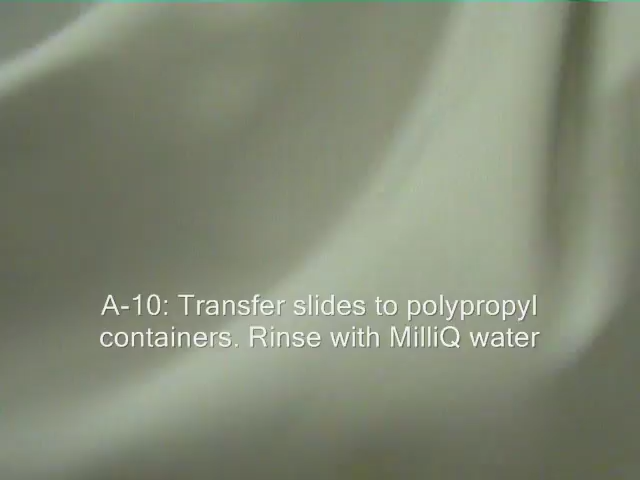 A-10: Transfer slides to polypropyl
containers. Rinse with MilliQ water